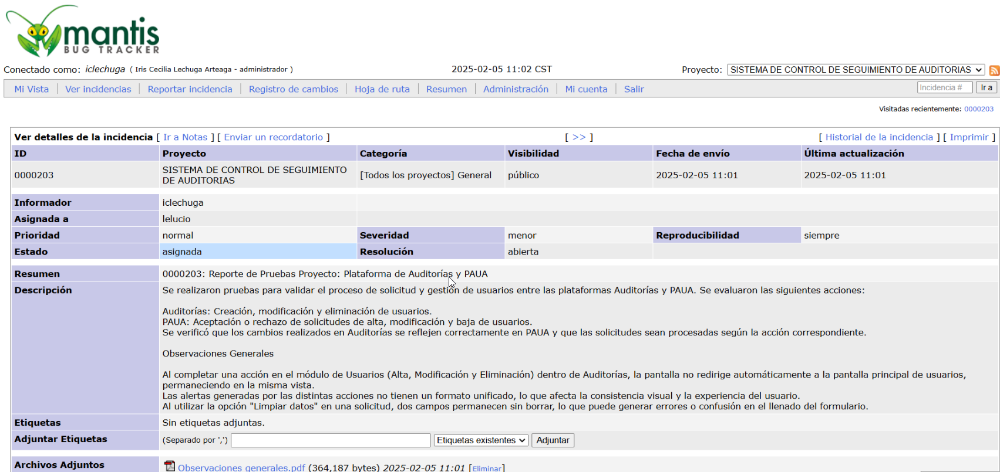 mantis
BUG TRACKER
Conectado como: iclechuga ( Iris Cecilia Lechuga Arteaga - administrador )
2025-02-05 11:02 CST
Proyecto: SISTEMA DE CONTROL DE SEGUIMIENTO DE AUDITORIAS
Mi Vista | Ver incidencias | Reportar incidencia | Registro de cambios | Hoja de ruta | Resumen | Administración | Mi cuenta | Salir
Incidencia # Ir a
Visitadas recientemente: 0000203
Ver detalles de la incidencia [ Ir a Notas ] [ Enviar un recordatorio ] [ >> ] [ Historial de la incidencia ] [ Imprimir ]
ID Proyecto Categoría Visibilidad Fecha de envío Última actualización
0000203 SISTEMA DE CONTROL DE SEGUIMIENTO DE AUDITORIAS [Todos los proyectos] General público 2025-02-05 11:01 2025-02-05 11:01
Informador iclechuga
Asignada a lelucio
Prioridad normal Severidad menor Reproducibilidad siempre
Estado asignada Resolución abierta
Resumen 0000203: Reporte de Pruebas Proyecto: Plataforma de Auditorías y PAUA
Descripción Se realizaron pruebas para validar el proceso de solicitud y gestión de usuarios entre las plataformas Auditorías y PAUA. Se evaluaron las siguientes acciones:
Auditorías: Creación, modificación y eliminación de usuarios.
PAUA: Aceptación o rechazo de solicitudes de alta, modificación y baja de usuarios.
Se verificó que los cambios realizados en Auditorías se reflejen correctamente en PAUA y que las solicitudes sean procesadas según la acción correspondiente.
Observaciones Generales
Al completar una acción en el módulo de Usuarios (Alta, Modificación y Eliminación) dentro de Auditorías, la pantalla no redirige automáticamente a la pantalla principal de usuarios,
permaneciendo en la misma vista.
Las alertas generadas por las distintas acciones no tienen un formato unificado, lo que afecta la consistencia visual y la experiencia del usuario.
Al utilizar la opción "Limpiar datos" en una solicitud, dos campos permanecen sin borrar, lo que puede generar errores o confusión en el llenado del formulario.
Etiquetas Sin etiquetas adjuntas.
Adjuntar Etiquetas (Separado por ',') Etiquetas existentes Adjuntar
Archivos Adjuntos Observaciones generales.pdf (364,187 bytes) 2025-02-05 11:01 [Eliminar]